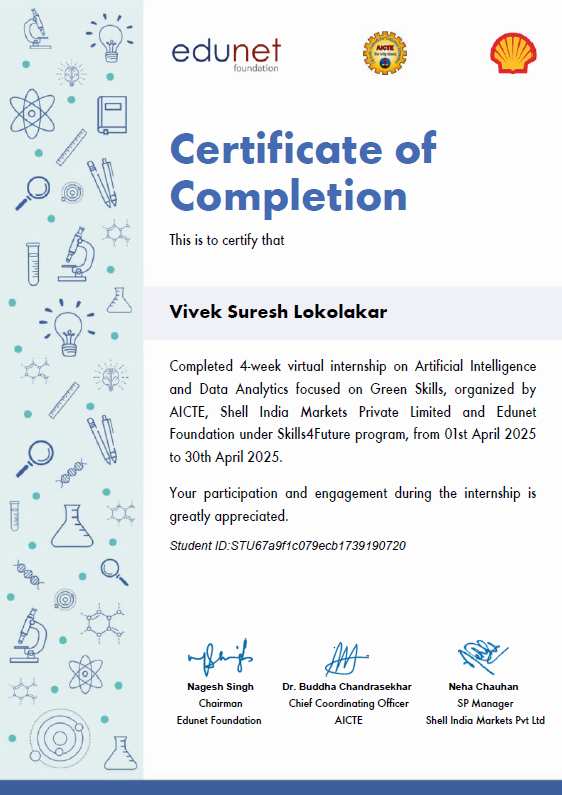 edunet
foundation
AICTE
Certificate of
Completion
This is to certify that
Vivek Suresh Lokolakar
Completed 4-week virtual internship on Artificial Intelligence
and Data Analytics focused on Green Skills, organized by
AICTE, Shell India Markets Private Limited and Edunet
Foundation under Skills4Future program, from 01st April 2025
to 30th April 2025.
Your participation and engagement during the internship is
greatly appreciated.
Student ID:STU67a9f1c079ecb1739190720
Nagesh Singh
Chairman
Edunet Foundation
Dr. Buddha Chandrasekhar
Chief Coordinating Officer
AICTE
Neha Chauhan
SP Manager
Shell India Markets Pvt Ltd